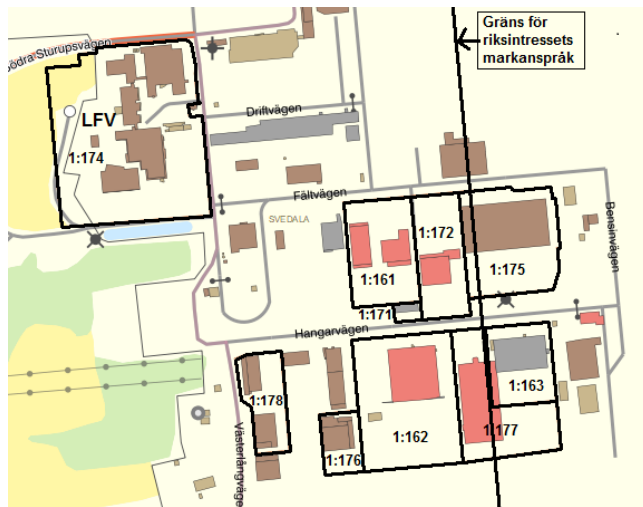 Gräns för
riksintressets
markanspråk
ödra Sturupsvägen
LFV
1:174
Driftvägen
Fältvägen
SVEDALA
Bensinvägen
1:172
1:161
1:175
1:171
Hangarvägen
1:163
1:178
1:162
1:177
1:176
Västerlångväge